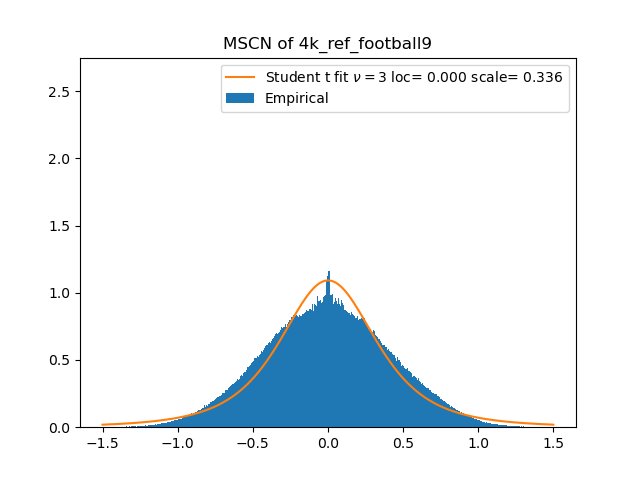 MSCN of 4k_ref_football9
Student t fit ν = 3 loc= 0.000 scale= 0.336
Empirical
2.5
2.0
1.5
1.0
0.5
0.0
−1.5 −1.0 −0.5 0.0 0.5 1.0 1.5